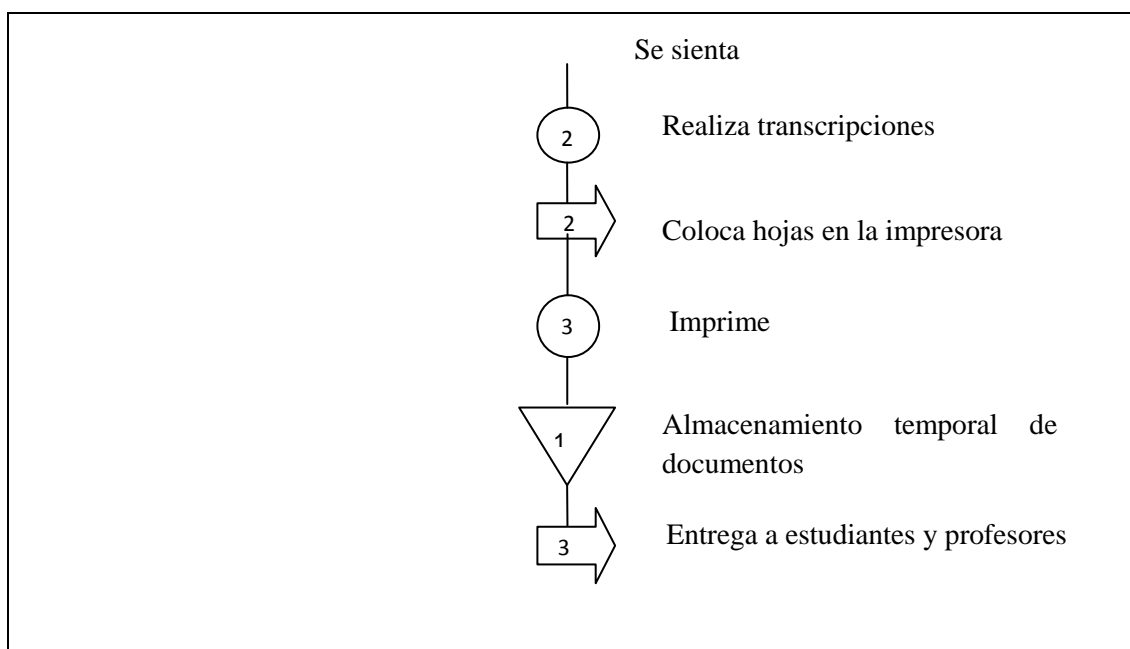 Se sienta
2
Realiza transcripciones
2
Coloca hojas en la impresora
3
Imprime
1
Almacenamiento temporal de
documentos
3
Entrega a estudiantes y profesores